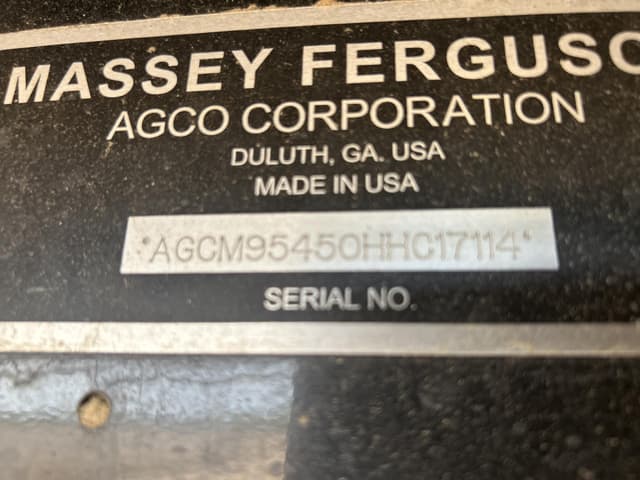 MASSEY FERGUSO
AGCO CORPORATION
DULUTH, GA. USA
MADE IN USA
*AGCM95450HHC17114*
SERIAL NO.